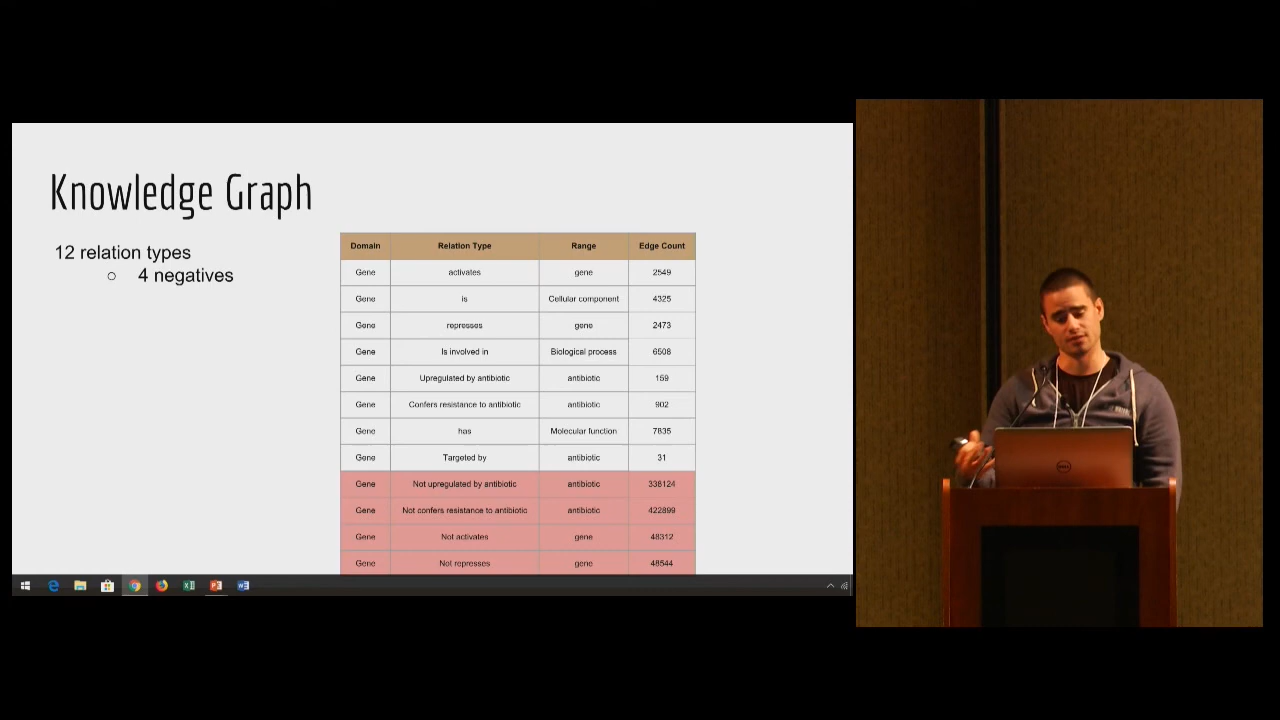 Knowledge Graph
12 relation types
○ 4 negatives
Domain Relation Type Range Edge Count
Gene activates gene 2549
Gene is Cellular component 4325
Gene represses gene 2473
Gene Is involved in Biological process 6508
Gene Upregulated by antibiotic antibiotic 159
Gene Confers resistance to antibiotic antibiotic 902
Gene has Molecular function 7835
Gene Targeted by antibiotic 31
Gene Not upregulated by antibiotic antibiotic 338124
Gene Not confers resistance to antibiotic antibiotic 422899
Gene Not activates gene 48312
Gene Not represses gene 48544
DELL